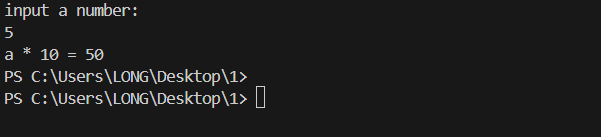 input a number:
5
a * 10 = 50
PS C:\Users\LONG\Desktop\1>
PS C:\Users\LONG\Desktop\1>